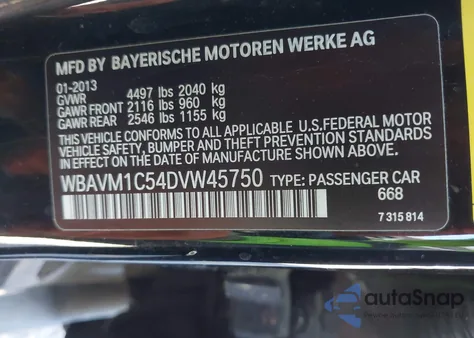 MFD BY BAYERISCHE MOTOREN WERKE AG
01-2013
GVWR 4497 lbs 2040 kg
GAWR FRONT 2116 lbs 960 kg
GAWR REAR 2546 lbs 1155 kg
THIS VEHICLE CONFORMS TO ALL APPLICABLE U.S.FEDERAL MOTOR
VEHICLE SAFETY, BUMPER AND THEFT PREVENTION STANDARDS
IN EFFECT ON THE DATE OF MANUFACTURE SHOWN ABOVE.
WBAVM1C54DVW45750 TYPE: PASSENGER CAR
668
7 315 814
autoSnap